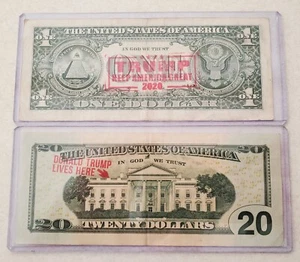 THE UNITED STATES OF AMERICA
IN GOD WE TRUST
TRUMP
KEEP AMERICA GREAT
2020.
ONE DOLLAR
THE UNITED STATES OF AMERICA
DONALD TRUMP
LIVES HERE
IN GOD WE TRUST
20
20
TWENTY DOLLARS